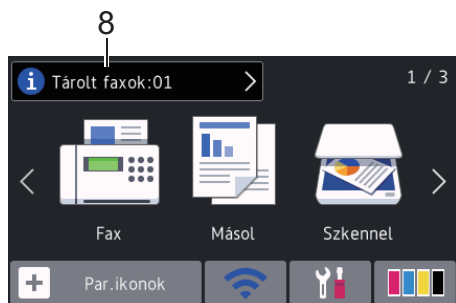 8
Tárolt faxok:01
1 / 3
Fax
Másol
Szkennel
Par.ikonok